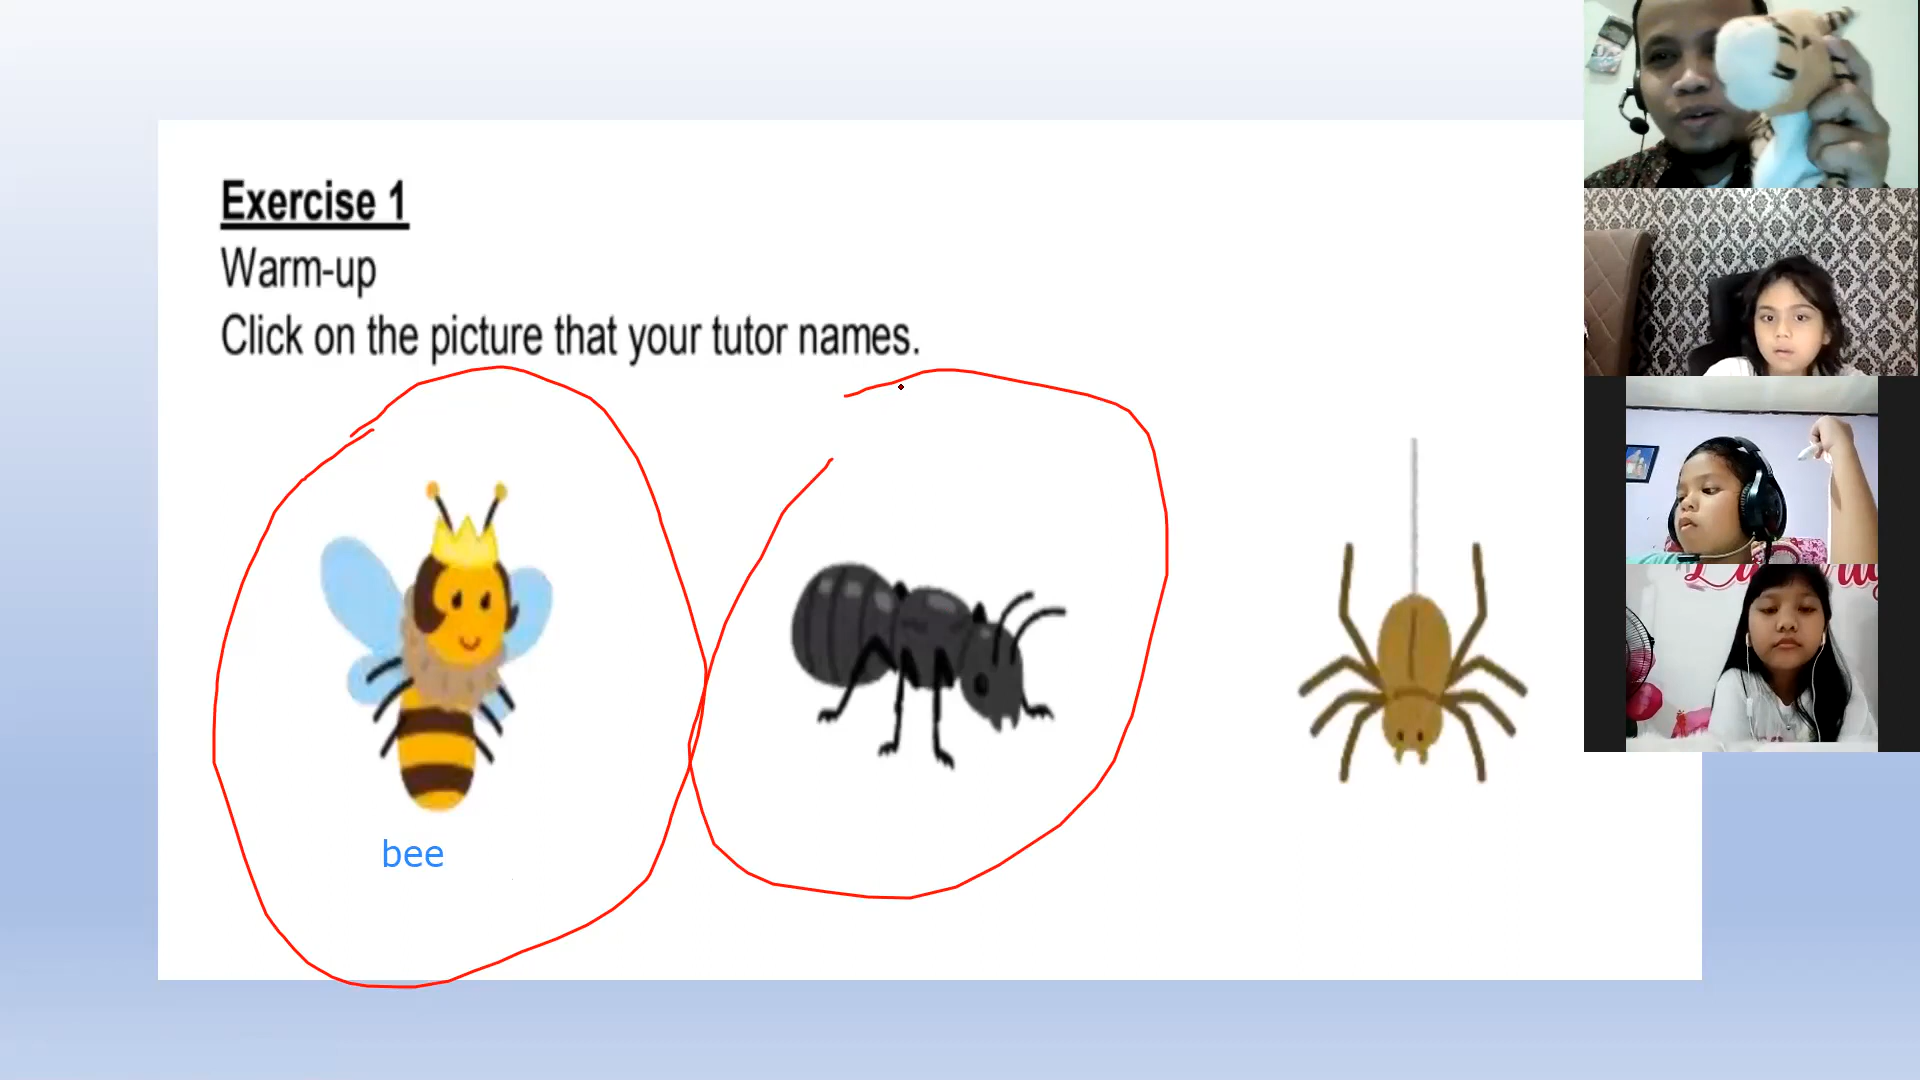 Exercise 1
Warm-up
Click on the picture that your tutor names.
bee